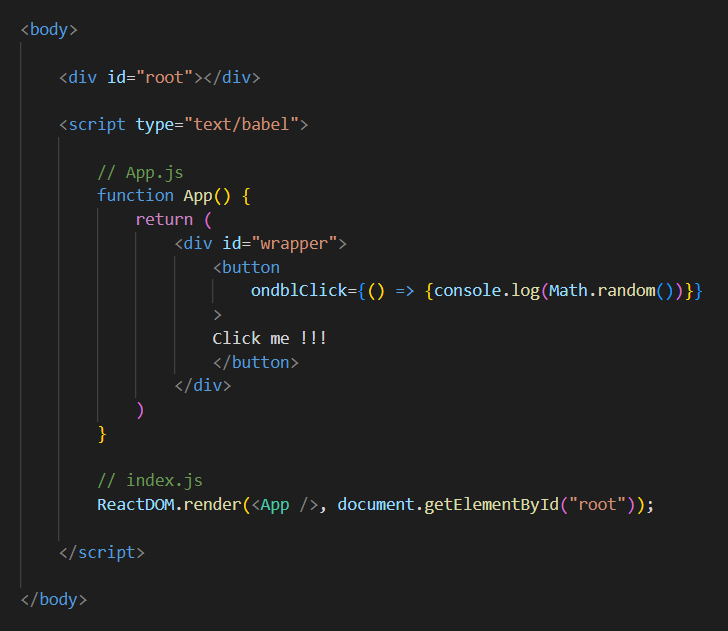 <body>
<div id="root"></div>
<script type="text/babel">
// App.js
function App() {
return (
<div id="wrapper">
<button
ondblClick={() => {console.log(Math.random())}}
>
Click me !!!
</button>
</div>
)
}
// index.js
ReactDOM.render(<App />, document.getElementById("root"));
</script>
</body>